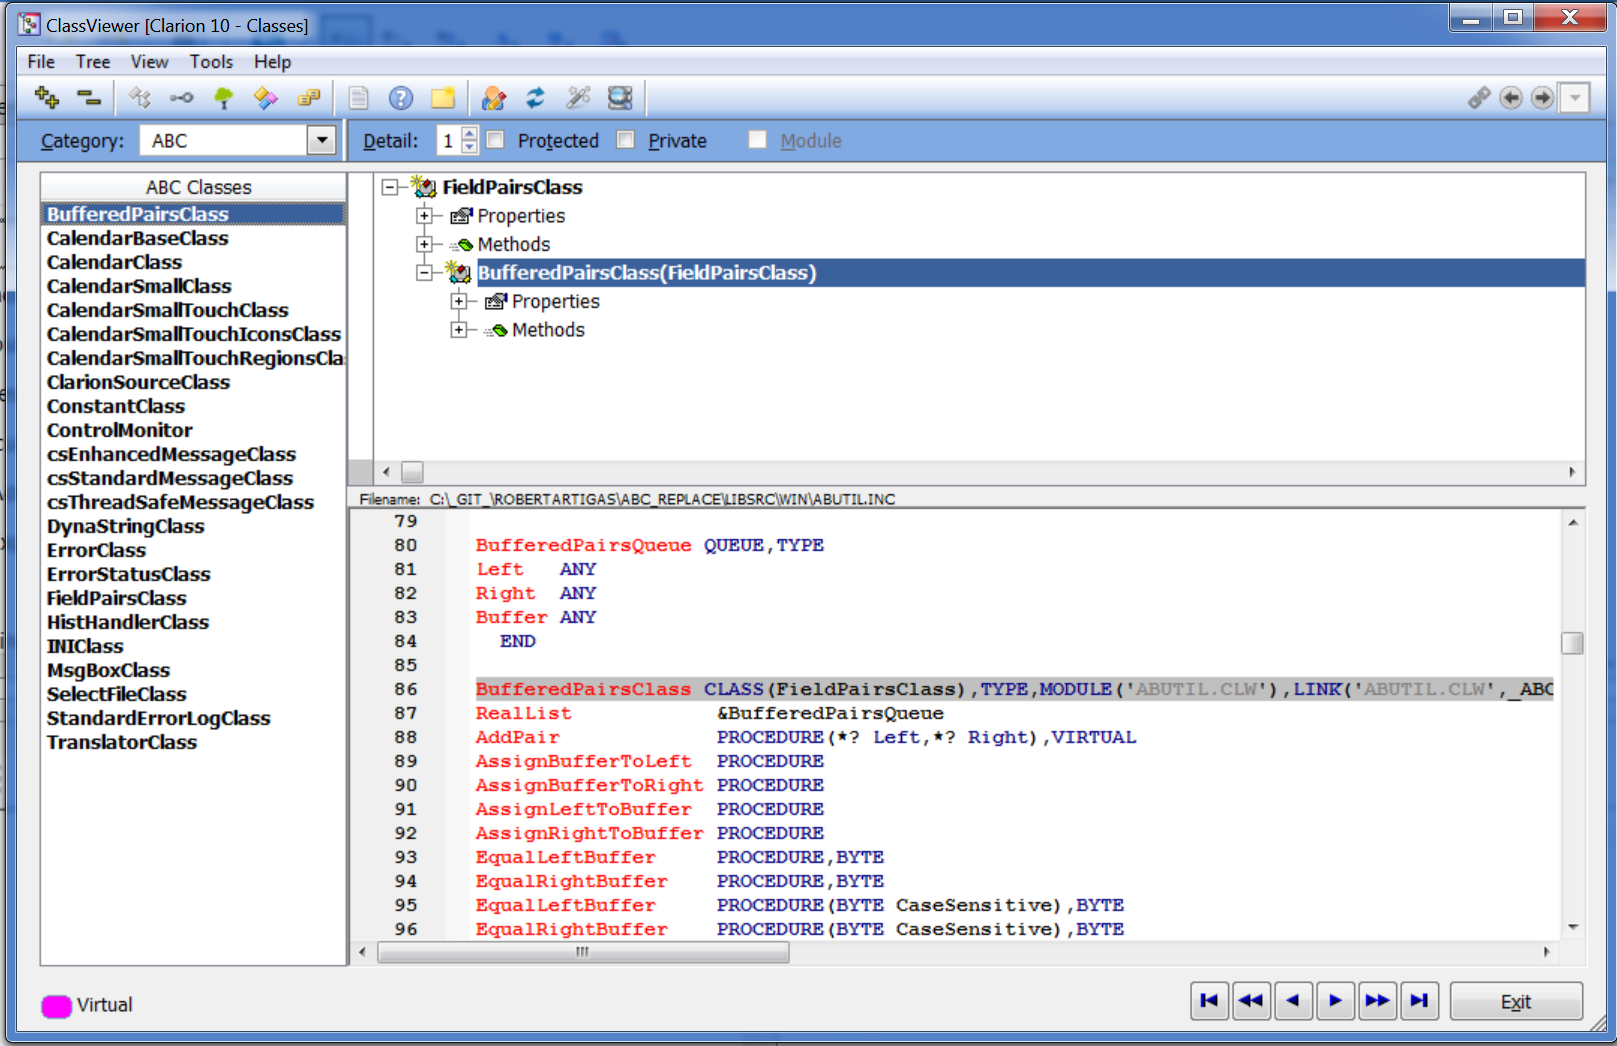 ClassViewer [Clarion 10 - Classes]
File Tree View Tools Help
Category: ABC Detail: 1 Protected Private Module
ABC Classes
BufferedPairsClass
CalendarBaseClass
CalendarClass
CalendarSmallClass
CalendarSmallTouchClass
CalendarSmallTouchIconsClass
CalendarSmallTouchRegionsCla
ClarionSourceClass
ConstantClass
ControlMonitor
csEnhancedMessageClass
csStandardMessageClass
csThreadSafeMessageClass
DynaStringClass
ErrorClass
ErrorStatusClass
FieldPairsClass
HistHandlerClass
INIClass
MsgBoxClass
SelectFileClass
StandardErrorLogClass
TranslatorClass
FieldPairsClass
Properties
Methods
BufferedPairsClass(FieldPairsClass)
Properties
Methods
Filename: C:\_GIT_\ROBERTARTIGAS\ABC_REPLACE\LIBSRC\WIN\ABUTIL.INC
79
80 BufferedPairsQueue QUEUE,TYPE
81 Left ANY
82 Right ANY
83 Buffer ANY
84 END
85
86 BufferedPairsClass CLASS(FieldPairsClass),TYPE,MODULE('ABUTIL.CLW'),LINK('ABUTIL.CLW',_ABC
87 RealList &BufferedPairsQueue
88 AddPair PROCEDURE(*? Left,*? Right),VIRTUAL
89 AssignBufferToLeft PROCEDURE
90 AssignBufferToRight PROCEDURE
91 AssignLeftToBuffer PROCEDURE
92 AssignRightToBuffer PROCEDURE
93 EqualLeftBuffer PROCEDURE,BYTE
94 EqualRightBuffer PROCEDURE,BYTE
95 EqualLeftBuffer PROCEDURE(BYTE CaseSensitive),BYTE
96 EqualRightBuffer PROCEDURE(BYTE CaseSensitive),BYTE
Virtual
Exit